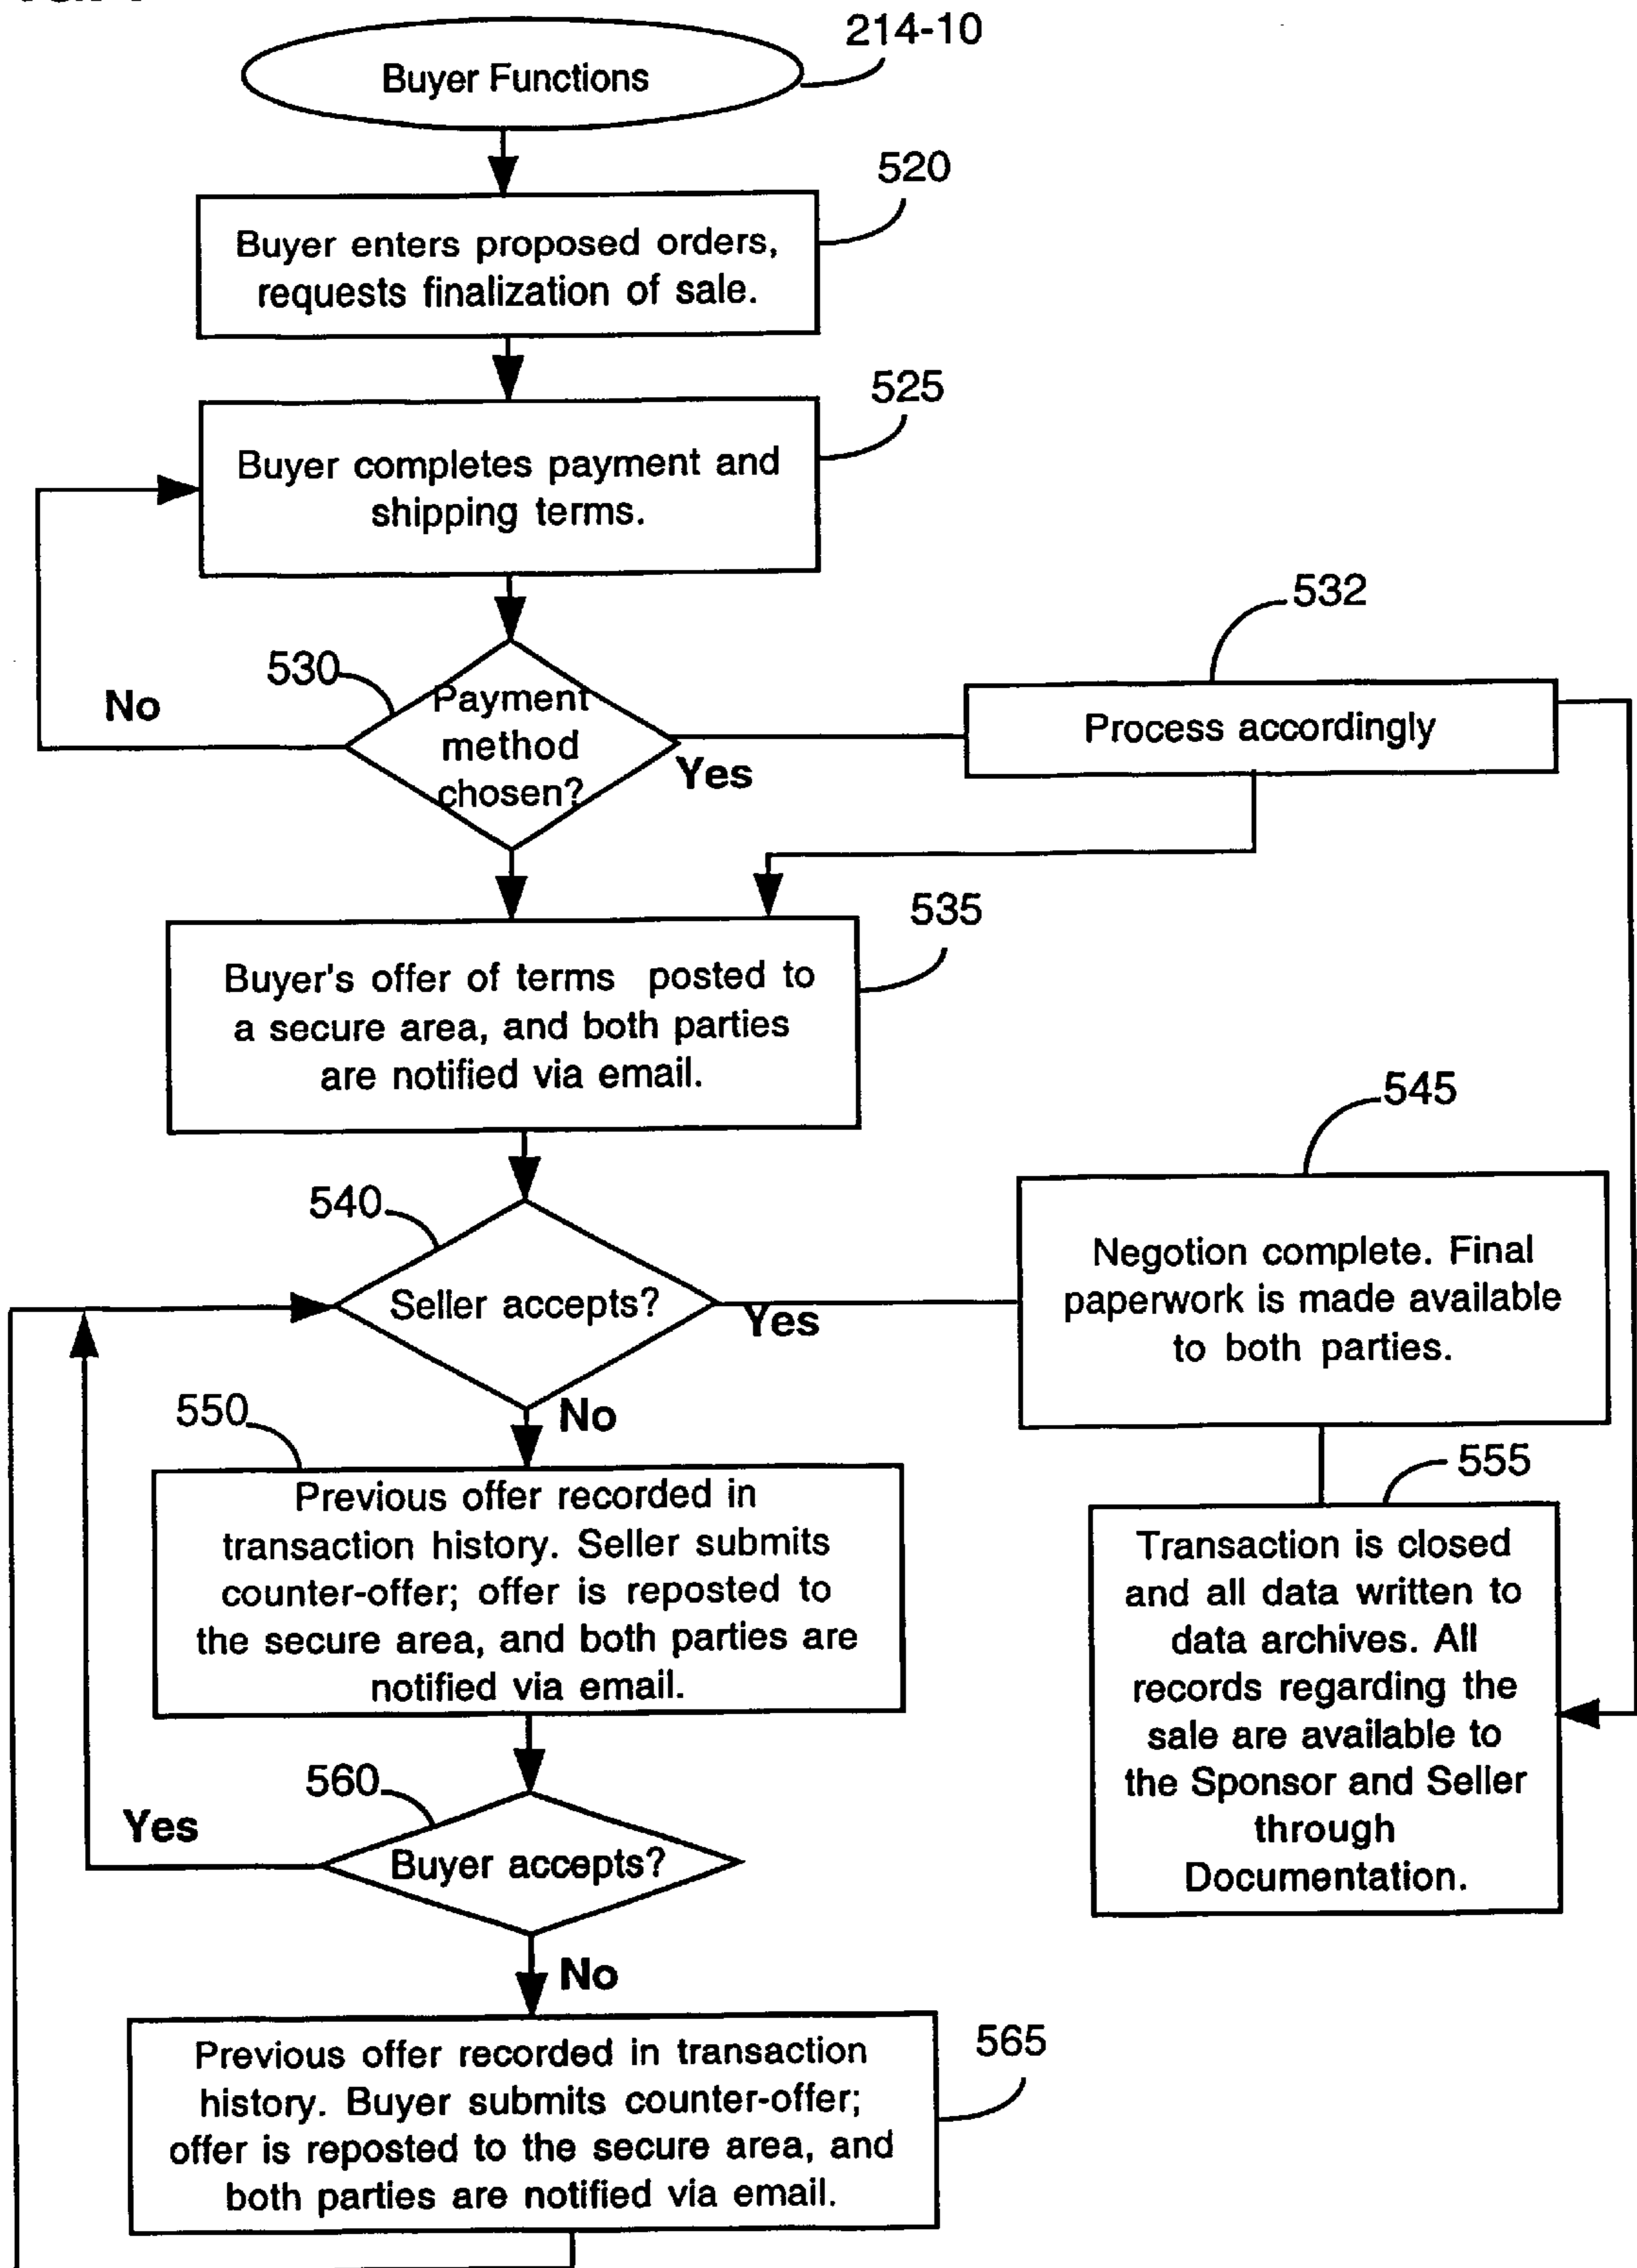 214-10
Buyer Functions
520
Buyer enters proposed orders,
requests finalization of sale.
525
Buyer completes payment and
shipping terms.
532
530
No
Payment
method
chosen?
Yes
Process accordingly
535
Buyer's offer of terms posted to
a secure area, and both parties
are notified via email.
545
540
Seller accepts?
Yes
Negotion complete. Final
paperwork is made available
to both parties.
No
550
Previous offer recorded in
transaction history. Seller submits
counter-offer; offer is reposted to
the secure area, and both parties are
notified via email.
555
Transaction is closed
and all data written to
data archives. All
records regarding the
sale are available to
the Sponsor and Seller
through
Documentation.
560
Yes
Buyer accepts?
No
565
Previous offer recorded in transaction
history. Buyer submits counter-offer;
offer is reposted to the secure area, and
both parties are notified via email.